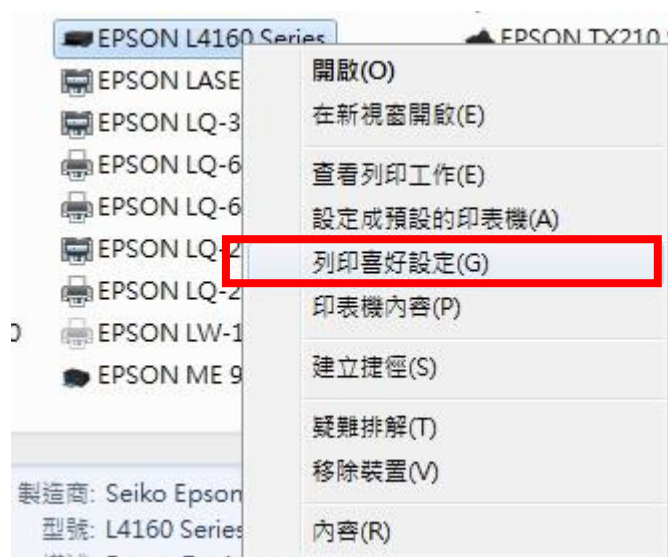 EPSON L4160 Series
EPSON TX210
EPSON LASE
EPSON LQ-3
EPSON LQ-6
EPSON LQ-6
EPSON LQ-2
EPSON LQ-2
EPSON LW-1
EPSON ME 9
開啟(O)
在新視窗開啟(E)
查看列印工作(E)
設定成預設的印表機(A)
列印喜好設定(G)
印表機內容(P)
建立捷徑(S)
疑難排解(T)
移除裝置(V)
內容(R)
製造商: Seiko Epson
型號: L4160 Series